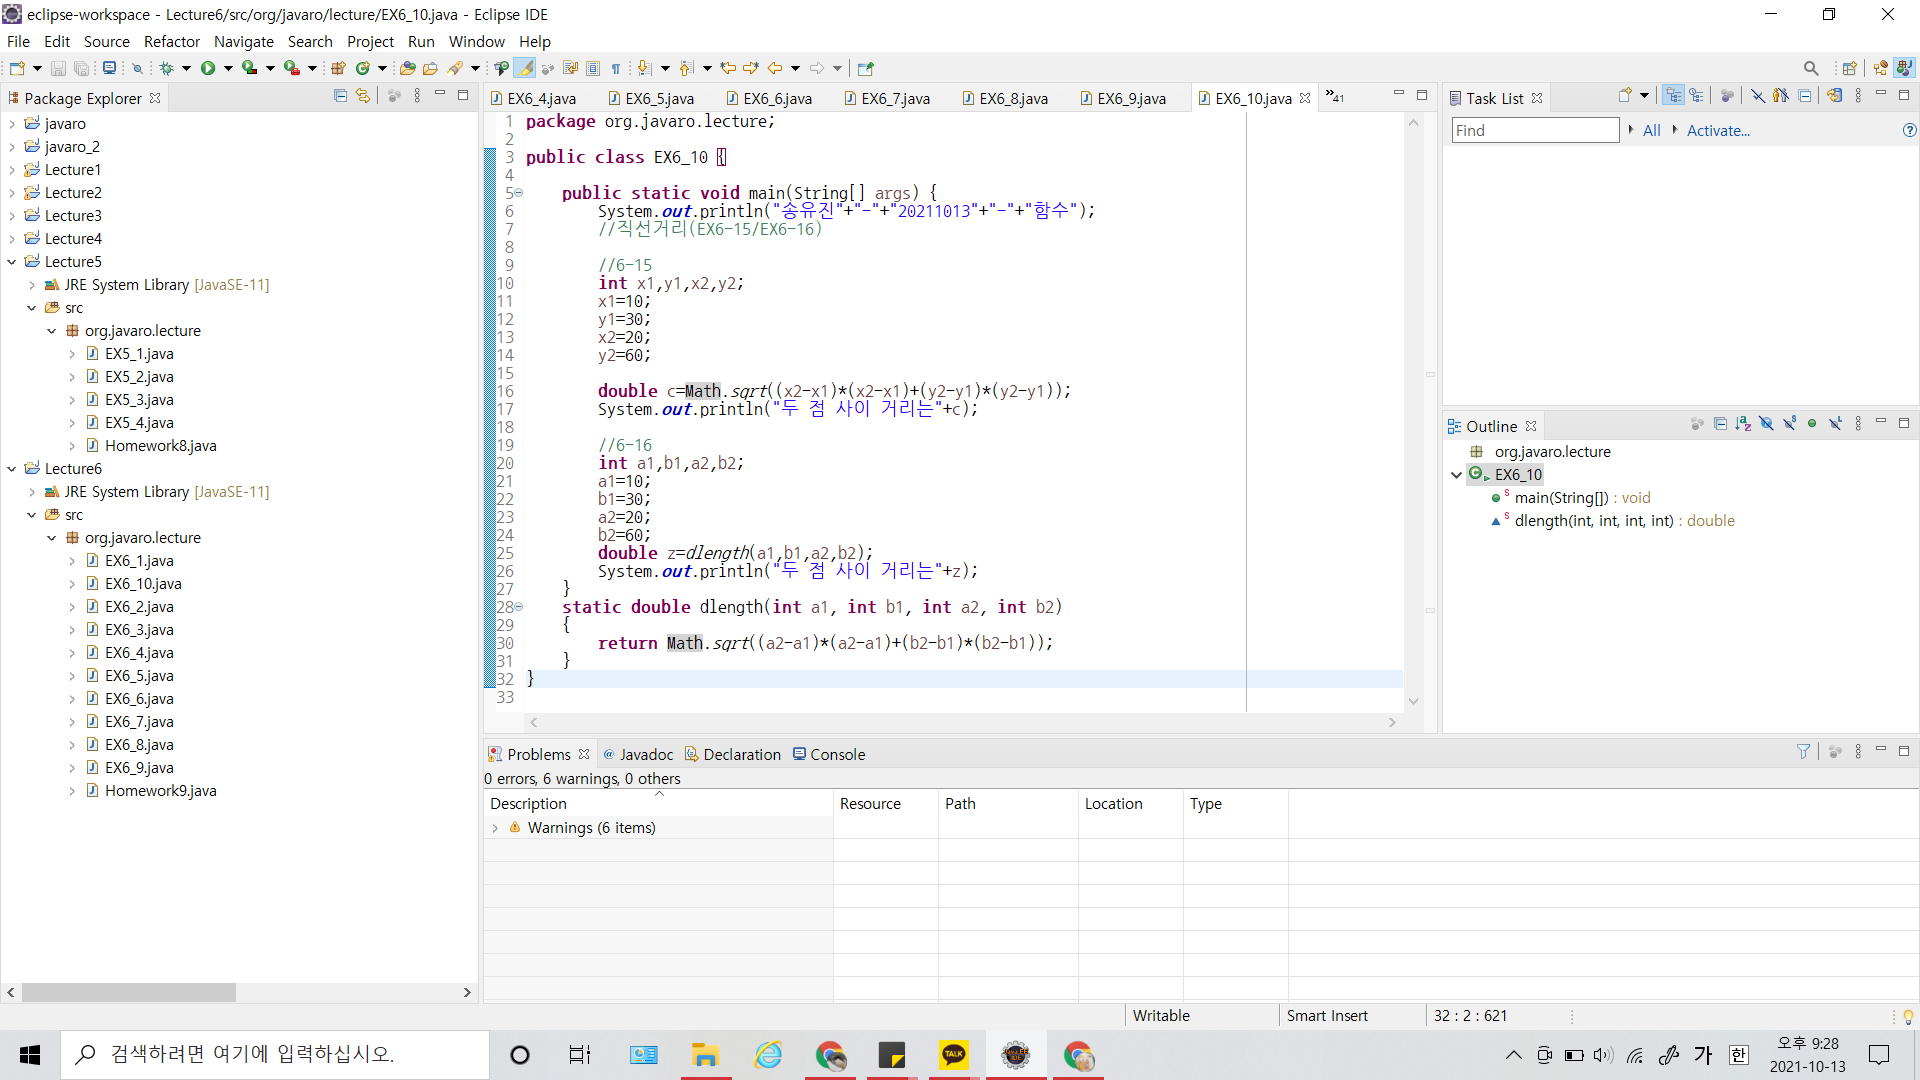 eclipse-workspace - Lecture6/src/org/javaro/lecture/EX6_10.java - Eclipse IDE
File Edit Source Refactor Navigate Search Project Run Window Help
Package Explorer
javaro
javaro_2
Lecture1
Lecture2
Lecture3
Lecture4
Lecture5
JRE System Library [JavaSE-11]
src
org.javaro.lecture
EX5_1.java
EX5_2.java
EX5_3.java
EX5_4.java
Homework8.java
Lecture6
JRE System Library [JavaSE-11]
src
org.javaro.lecture
EX6_1.java
EX6_10.java
EX6_2.java
EX6_3.java
EX6_4.java
EX6_5.java
EX6_6.java
EX6_7.java
EX6_8.java
EX6_9.java
Homework9.java
EX6_4.java EX6_5.java EX6_6.java EX6_7.java EX6_8.java EX6_9.java EX6_10.java »41
1 package org.javaro.lecture;
2
3 public class EX6_10 {
4
5 public static void main(String[] args) {
6 System.out.println("송유진"+"-"+"20211013"+"-"+"함수");
7 //직선거리(EX6-15/EX6-16)
8
9 //6-15
10 int x1,y1,x2,y2;
11 x1=10;
12 y1=30;
13 x2=20;
14 y2=60;
15
16 double c=Math.sqrt((x2-x1)*(x2-x1)+(y2-y1)*(y2-y1));
17 System.out.println("두 점 사이 거리는"+c);
18
19 //6-16
20 int a1,b1,a2,b2;
21 a1=10;
22 b1=30;
23 a2=20;
24 b2=60;
25 double z=dlength(a1,b1,a2,b2);
26 System.out.println("두 점 사이 거리는"+z);
27 }
28 static double dlength(int a1, int b1, int a2, int b2)
29 {
30 return Math.sqrt((a2-a1)*(a2-a1)+(b2-b1)*(b2-b1));
31 }
32 }
33
Task List
Find All Activate...
Outline
org.javaro.lecture
EX6_10
main(String[]) : void
dlength(int, int, int, int) : double
Problems @ Javadoc Declaration Console
0 errors, 6 warnings, 0 others
Description Resource Path Location Type
Warnings (6 items)
Writable Smart Insert 32 : 2 : 621
검색하려면 여기에 입력하십시오.
TALK
가 한 오후 9:28
2021-10-13